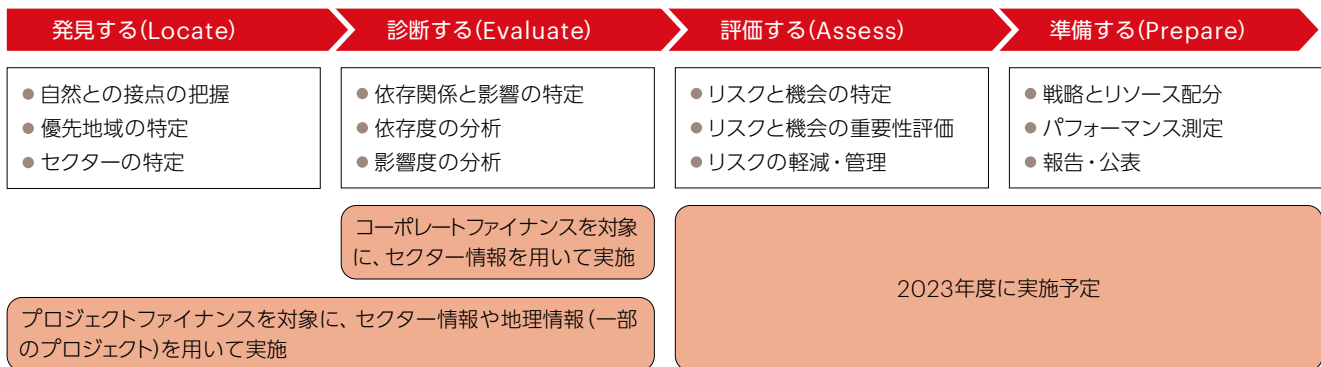 発見する(Locate)
診断する(Evaluate)
評価する(Assess)
準備する(Prepare)
● 自然との接点の把握
● 優先地域の特定
● セクターの特定
● 依存関係と影響の特定
● 依存度の分析
● 影響度の分析
● リスクと機会の特定
● リスクと機会の重要性評価
● リスクの軽減・管理
● 戦略とリソース配分
● パフォーマンス測定
● 報告・公表
コーポレートファイナンスを対象
に、セクター情報を用いて実施
プロジェクトファイナンスを対象に、セクター情報や地理情報(一部
のプロジェクト)を用いて実施
2023年度に実施予定